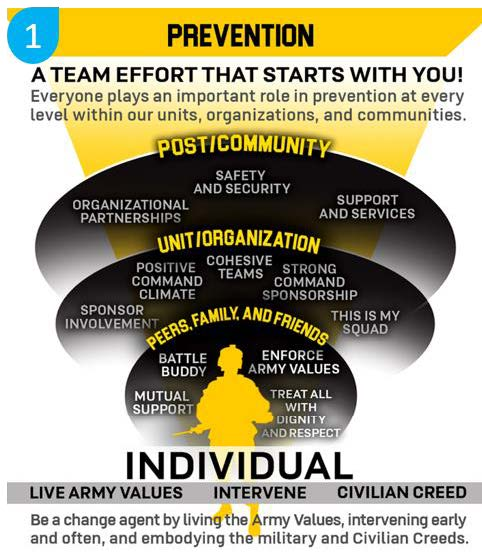 1
PREVENTION
A TEAM EFFORT THAT STARTS WITH YOU!
Everyone plays an important role in prevention at every
level within our units, organizations, and communities.
POST/COMMUNITY
SAFETY
AND SECURITY
ORGANIZATIONAL
PARTNERSHIPS
SUPPORT
AND SERVICES
UNIT/ORGANIZATION
POSITIVE
COMMAND
CLIMATE
COHESIVE
TEAMS
STRONG
COMMAND
SPONSORSHIP
SPONSOR
INVOLVEMENT
THIS IS MY
SQUAD
PEERS, FAMILY, AND FRIENDS
BATTLE
BUDDY
ENFORCE
ARMY VALUES
MUTUAL
SUPPORT
TREAT ALL
WITH
DIGNITY
AND RESPECT
INDIVIDUAL
LIVE ARMY VALUES INTERVENE CIVILIAN CREED
Be a change agent by living the Army Values, intervening early
and often, and embodying the military and Civilian Creeds.